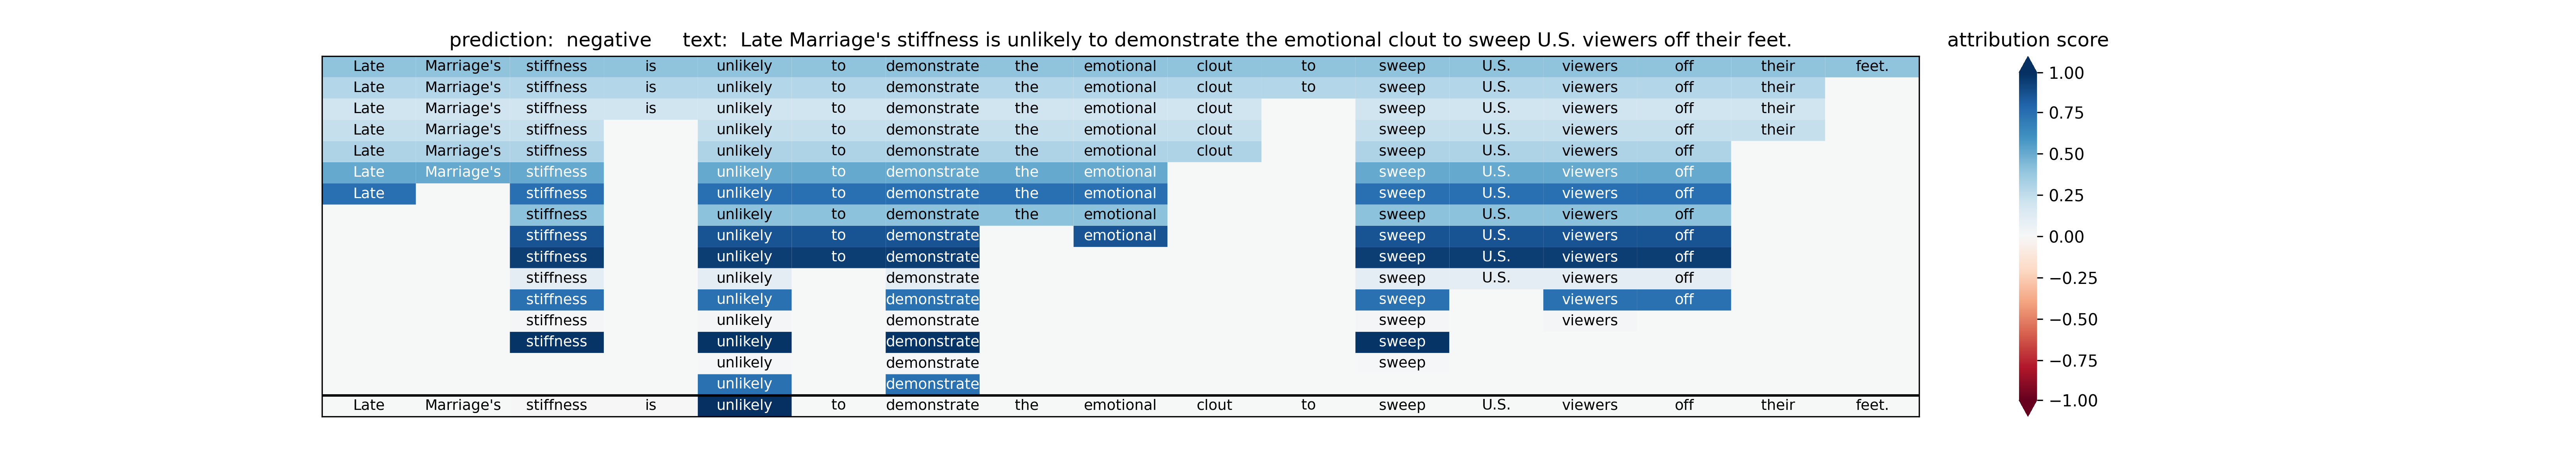 prediction:  negative     text:  Late Marriage's stiffness is unlikely to demonstrate the emotional clout to sweep U.S. viewers off their feet.
attribution score
Late Marriage's stiffness is unlikely to demonstrate the emotional clout to sweep U.S. viewers off their feet.
Late Marriage's stiffness is unlikely to demonstrate the emotional clout to sweep U.S. viewers off their
Late Marriage's stiffness is unlikely to demonstrate the emotional clout sweep U.S. viewers off their
Late Marriage's stiffness unlikely to demonstrate the emotional clout sweep U.S. viewers off their
Late Marriage's stiffness unlikely to demonstrate the emotional clout sweep U.S. viewers off
Late Marriage's stiffness unlikely to demonstrate the emotional sweep U.S. viewers off
Late stiffness unlikely to demonstrate the emotional sweep U.S. viewers off
stiffness unlikely to demonstrate the emotional sweep U.S. viewers off
stiffness unlikely to demonstrate emotional sweep U.S. viewers off
stiffness unlikely to demonstrate sweep U.S. viewers off
stiffness unlikely demonstrate sweep U.S. viewers off
stiffness unlikely demonstrate sweep viewers off
stiffness unlikely demonstrate sweep viewers
stiffness unlikely demonstrate sweep
unlikely demonstrate sweep
unlikely demonstrate
Late Marriage's stiffness is unlikely to demonstrate the emotional clout to sweep U.S. viewers off their feet.
1.00
0.75
0.50
0.25
0.00
−0.25
−0.50
−0.75
−1.00